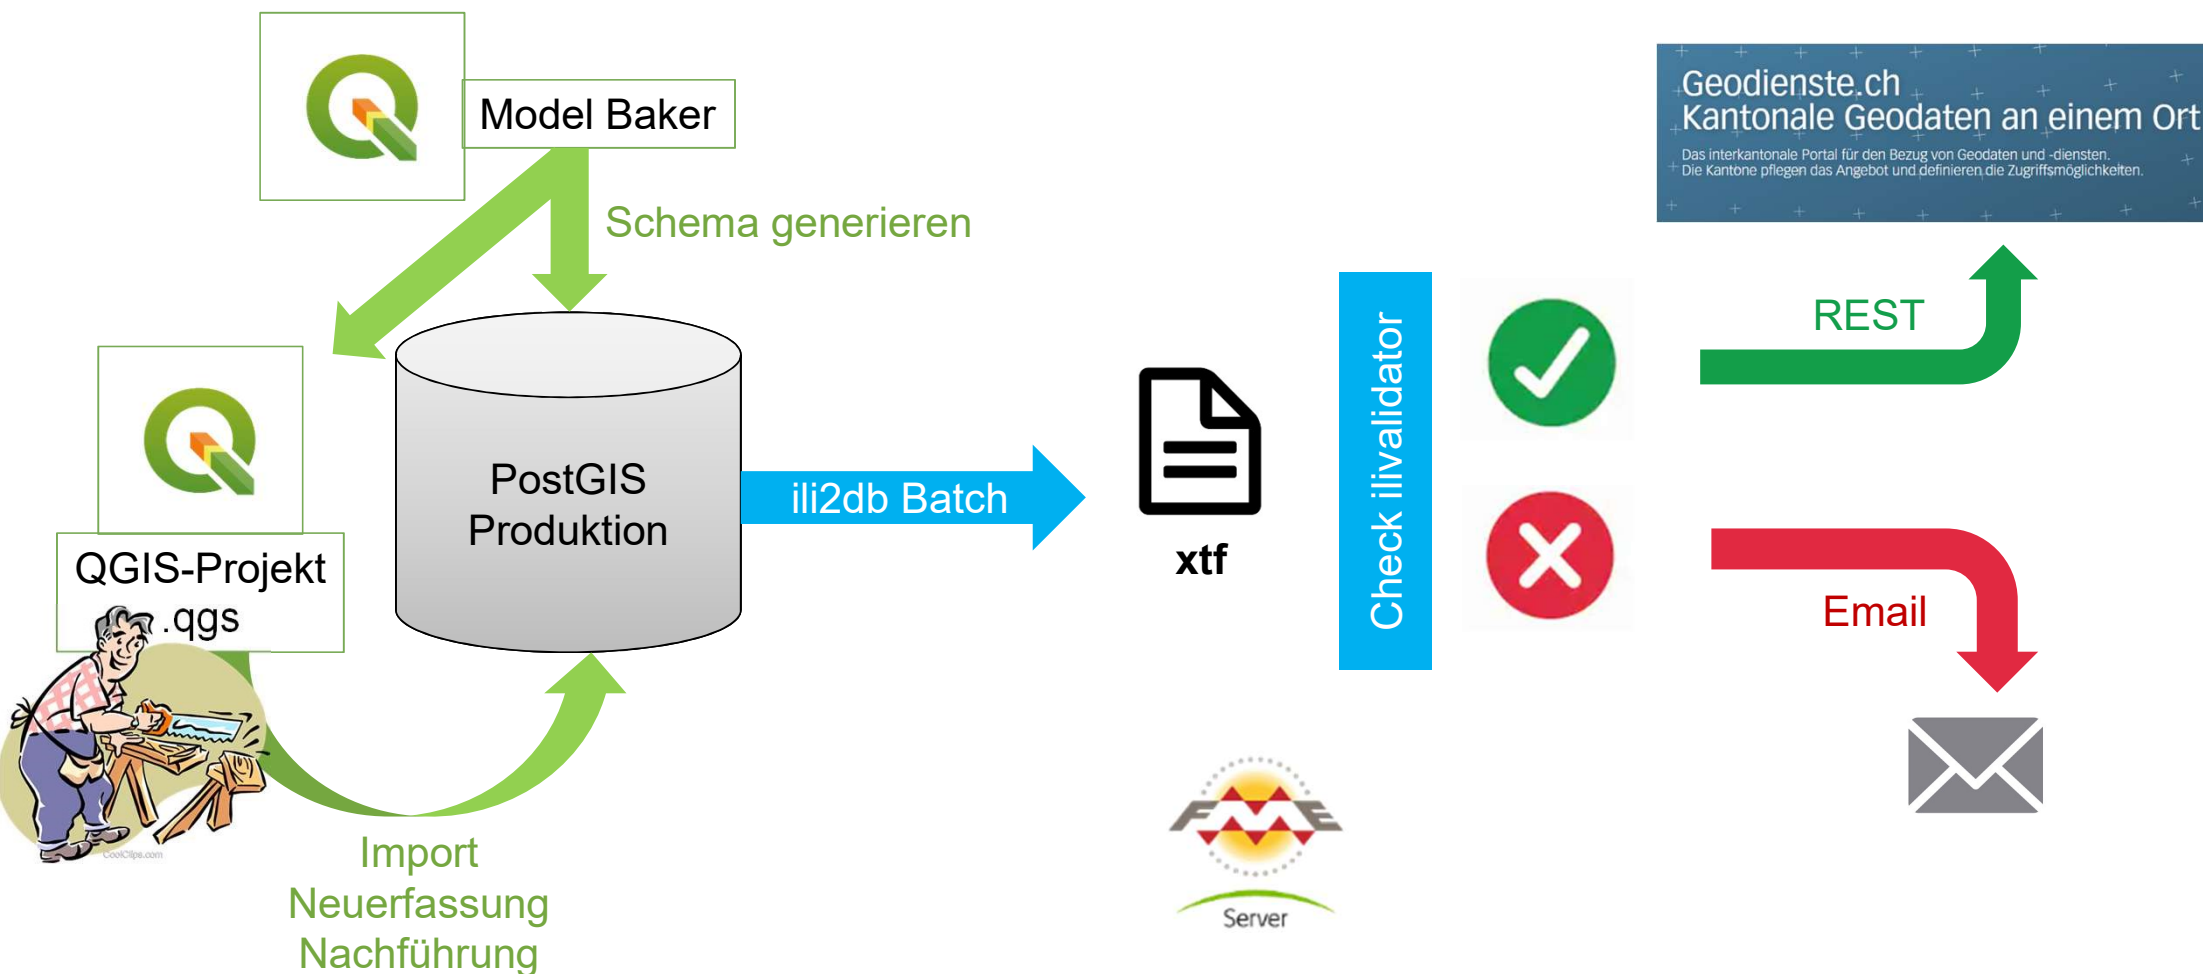 Model Baker
Schema generieren
QGIS-Projekt
.qgs
CoolClips.com
Import
Neuerfassung
Nachführung
PostGIS
Produktion
ili2db Batch
xtf
Check ilivalidator
FME
Server
Geodienste.ch
Kantonale Geodaten an einem Ort
Das interkantonale Portal für den Bezug von Geodaten und -diensten.
Die Kantone pflegen das Angebot und definieren die Zugriffsmöglichkeiten.
REST
Email